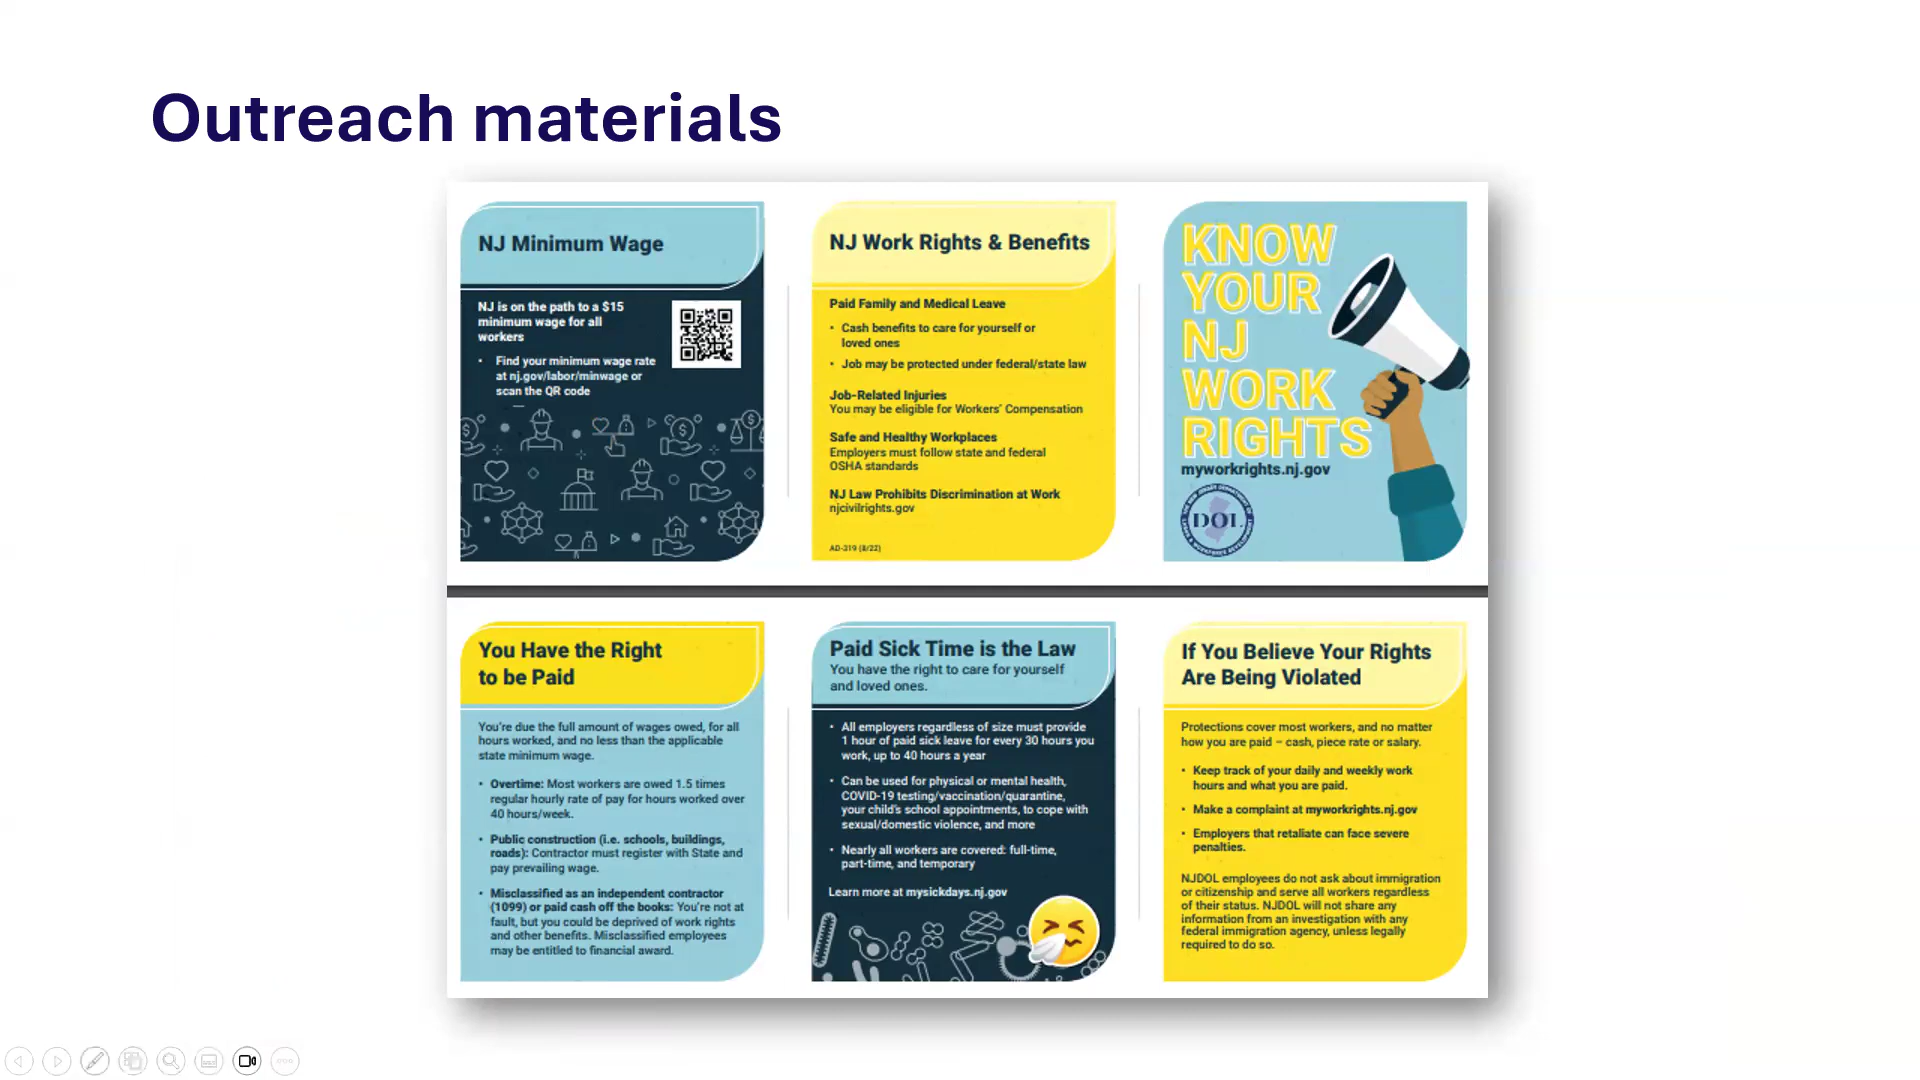 Outreach materials
NJ Minimum Wage
NJ is on the path to a $15
minimum wage for all
workers
• Find your minimum wage rate
at nj.gov/labor/minwage or
scan the QR code
NJ Work Rights & Benefits
Paid Family and Medical Leave
• Cash benefits to care for yourself or
loved ones
• Job may be protected under federal/state law
Job-Related Injuries
You may be eligible for Workers' Compensation
Safe and Healthy Workplaces
Employers must follow state and federal
OSHA standards
NJ Law Prohibits Discrimination at Work
njcivilrights.gov
AD-319 (8/22)
KNOW
YOUR
NJ
WORK
RIGHTS
myworkrights.nj.gov
DOL
You Have the Right
to be Paid
You're due the full amount of wages owed, for all
hours worked, and no less than the applicable
state minimum wage.
• Overtime: Most workers are owed 1.5 times
regular hourly rate of pay for hours worked over
40 hours/week.
• Public construction (i.e. schools, buildings,
roads): Contractor must register with State and
pay prevailing wage.
• Misclassified as an independent contractor
(1099) or paid cash off the books: You're not at
fault, but you could be deprived of work rights
and other benefits. Misclassified employees
may be entitled to financial award.
Paid Sick Time is the Law
You have the right to care for yourself
and loved ones.
• All employers regardless of size must provide
1 hour of paid sick leave for every 30 hours you
work, up to 40 hours a year
• Can be used for physical or mental health,
COVID-19 testing/vaccination/quarantine,
your child's school appointments, to cope with
sexual/domestic violence, and more
• Nearly all workers are covered: full-time,
part-time, and temporary
Learn more at mysickdays.nj.gov
If You Believe Your Rights
Are Being Violated
Protections cover most workers, and no matter
how you are paid – cash, piece rate or salary.
• Keep track of your daily and weekly work
hours and what you are paid.
• Make a complaint at myworkrights.nj.gov
• Employers that retaliate can face severe
penalties.
NJDOL employees do not ask about immigration
or citizenship and serve all workers regardless
of their status. NJDOL will not share any
information from an investigation with any
federal immigration agency, unless legally
required to do so.